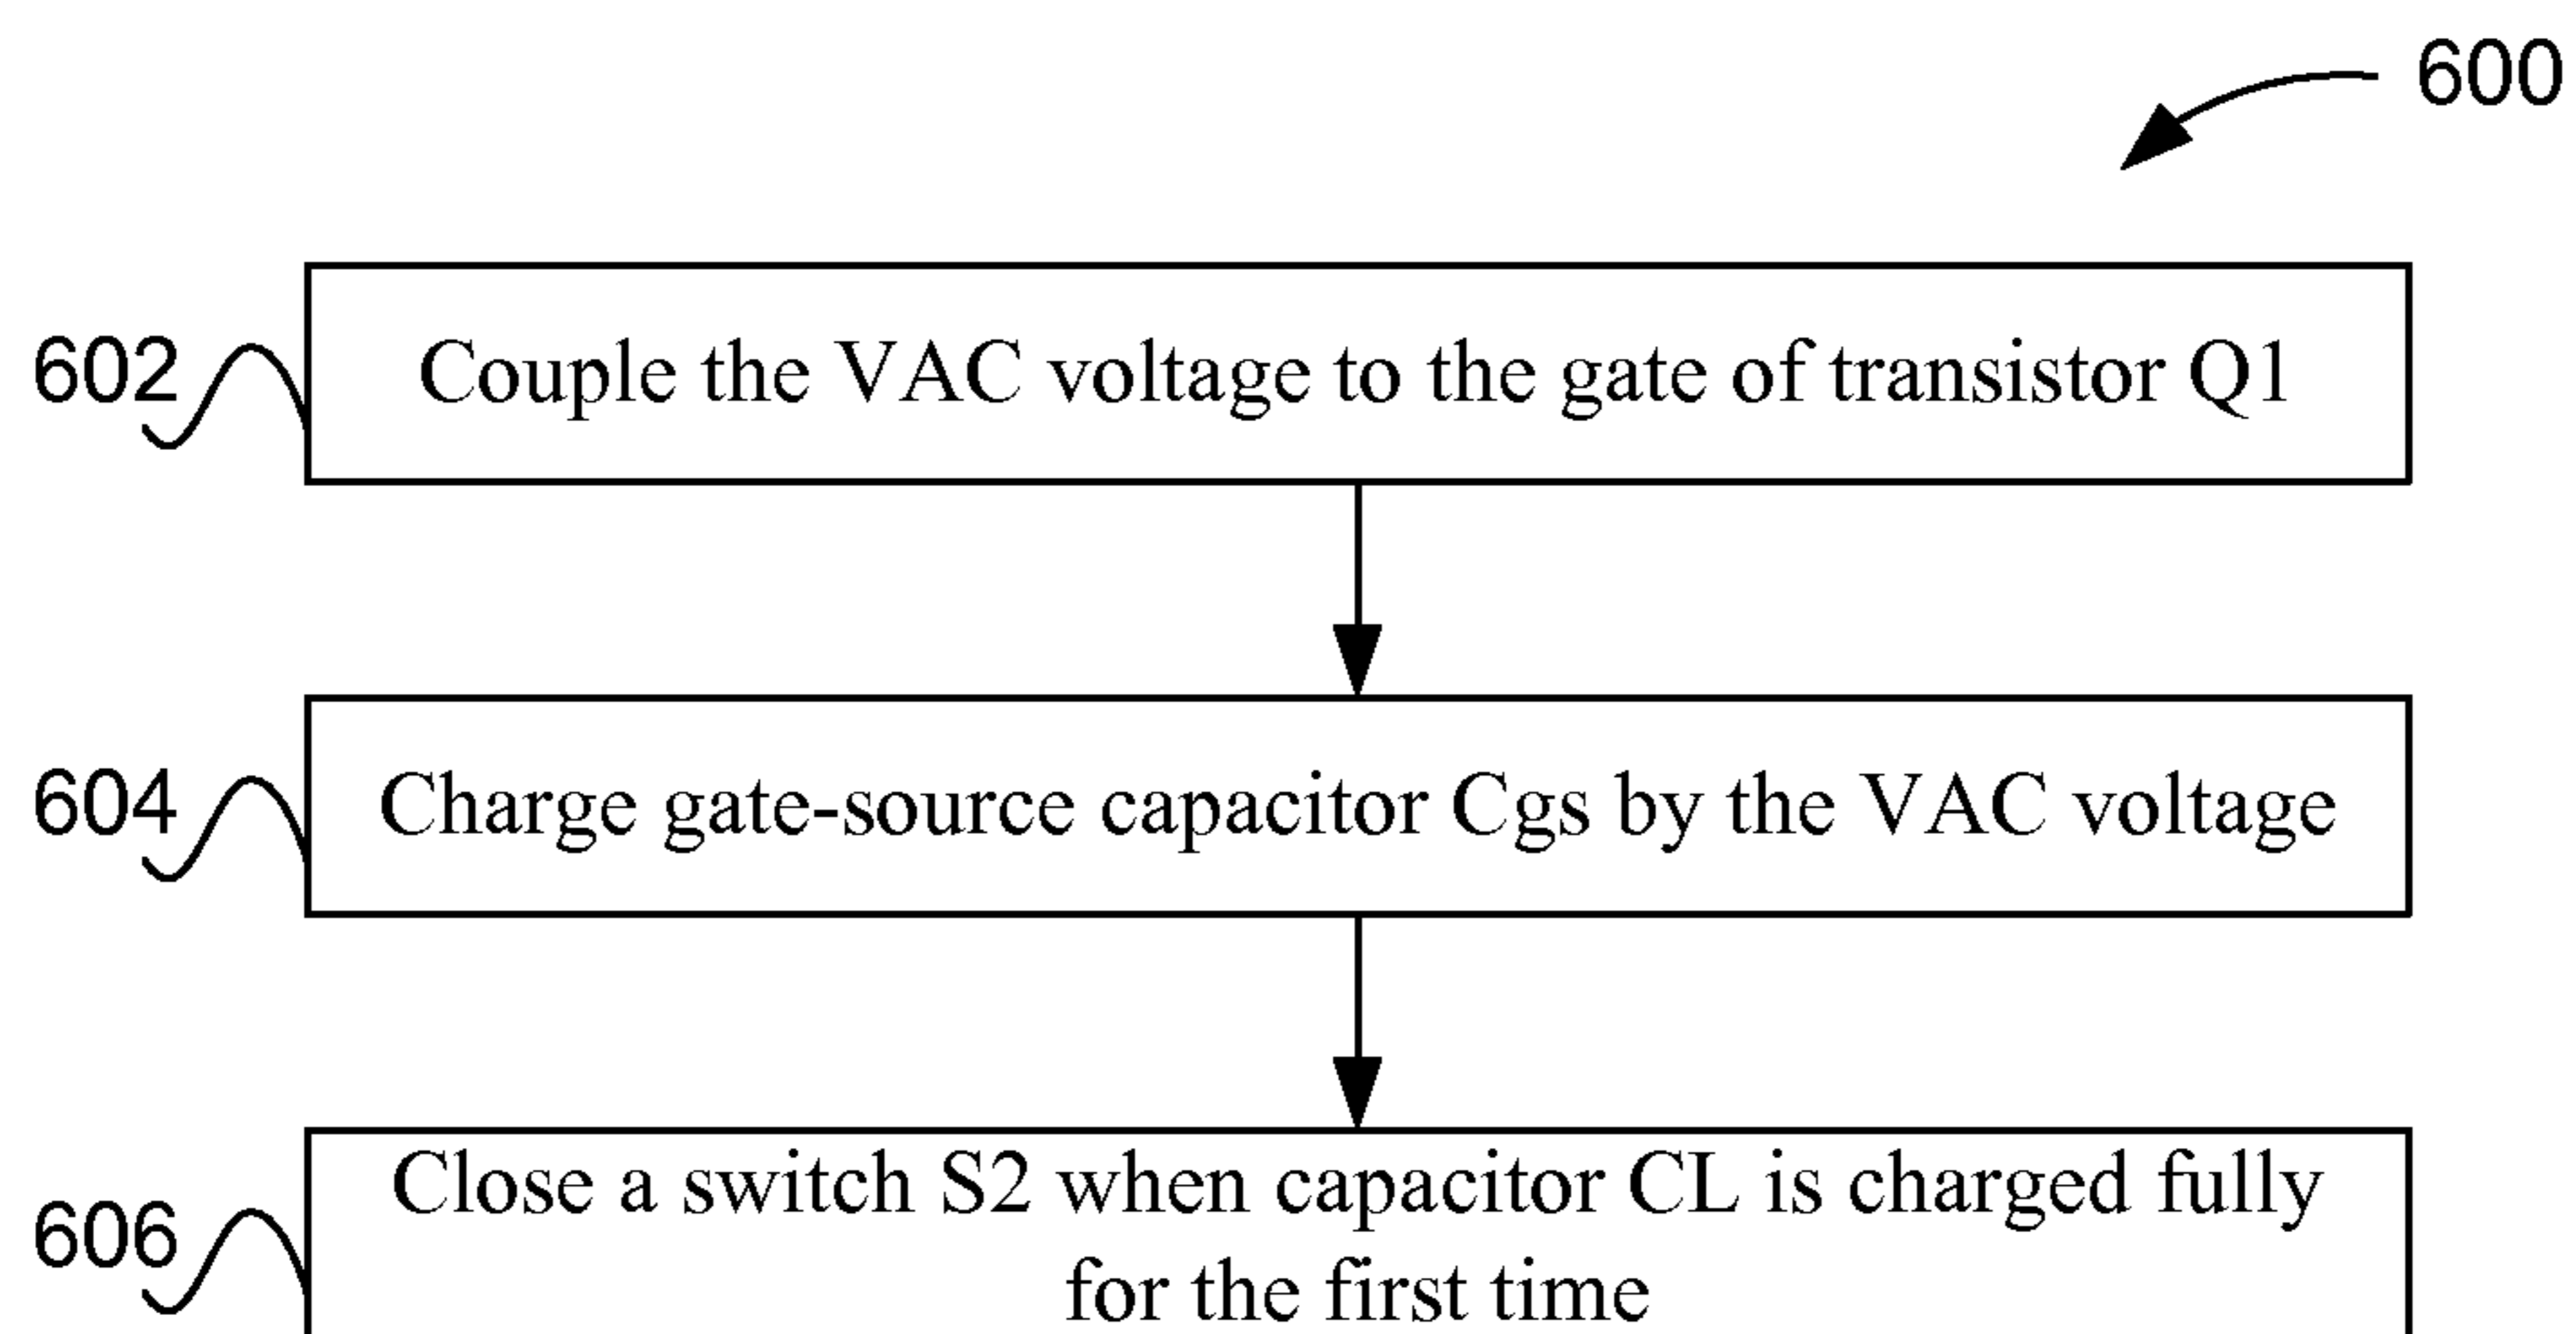 600
602
Couple the VAC voltage to the gate of transistor Q1
604
Charge gate-source capacitor Cgs by the VAC voltage
606
Close a switch S2 when capacitor CL is charged fully
for the first time